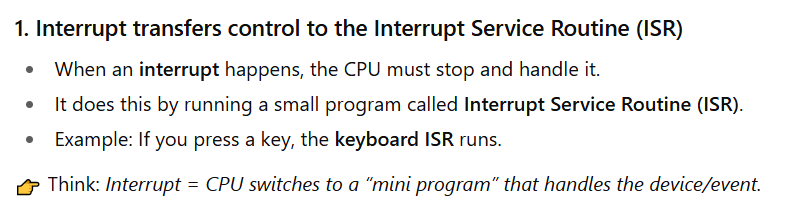 1. Interrupt transfers control to the Interrupt Service Routine (ISR)
• When an interrupt happens, the CPU must stop and handle it.
• It does this by running a small program called Interrupt Service Routine (ISR).
• Example: If you press a key, the keyboard ISR runs.
👉 Think: Interrupt = CPU switches to a “mini program” that handles the device/event.